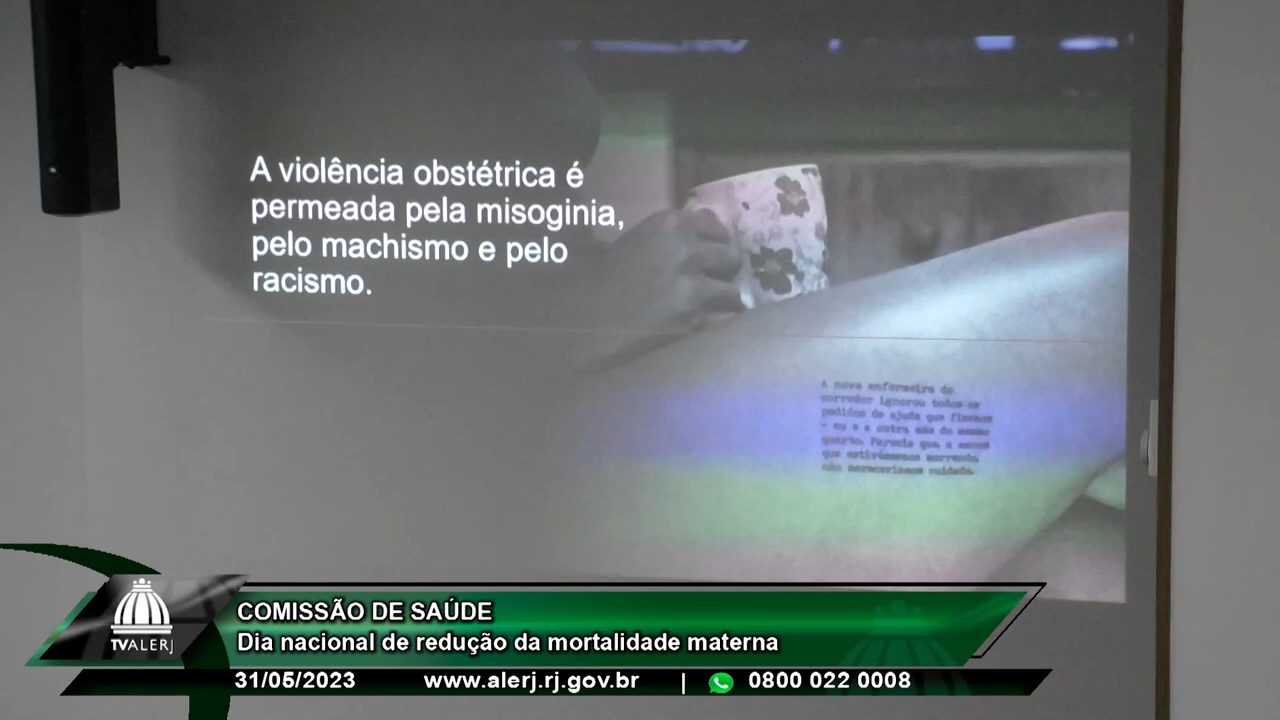 A violência obstétrica é
permeada pela misoginia,
pelo machismo e pelo
racismo.
A nova enfermeira do
corredor ignorou todos os
pedidos de ajuda que fizemos
- eu e a outra mãe do mesmo
quarto. Parecia que, a menos
que estivéssemos morrendo,
não merecíamos cuidado.
COMISSÃO DE SAÚDE
Dia nacional de redução da mortalidade materna
TVALERJ
31/05/2023 www.alerj.rj.gov.br | 0800 022 0008